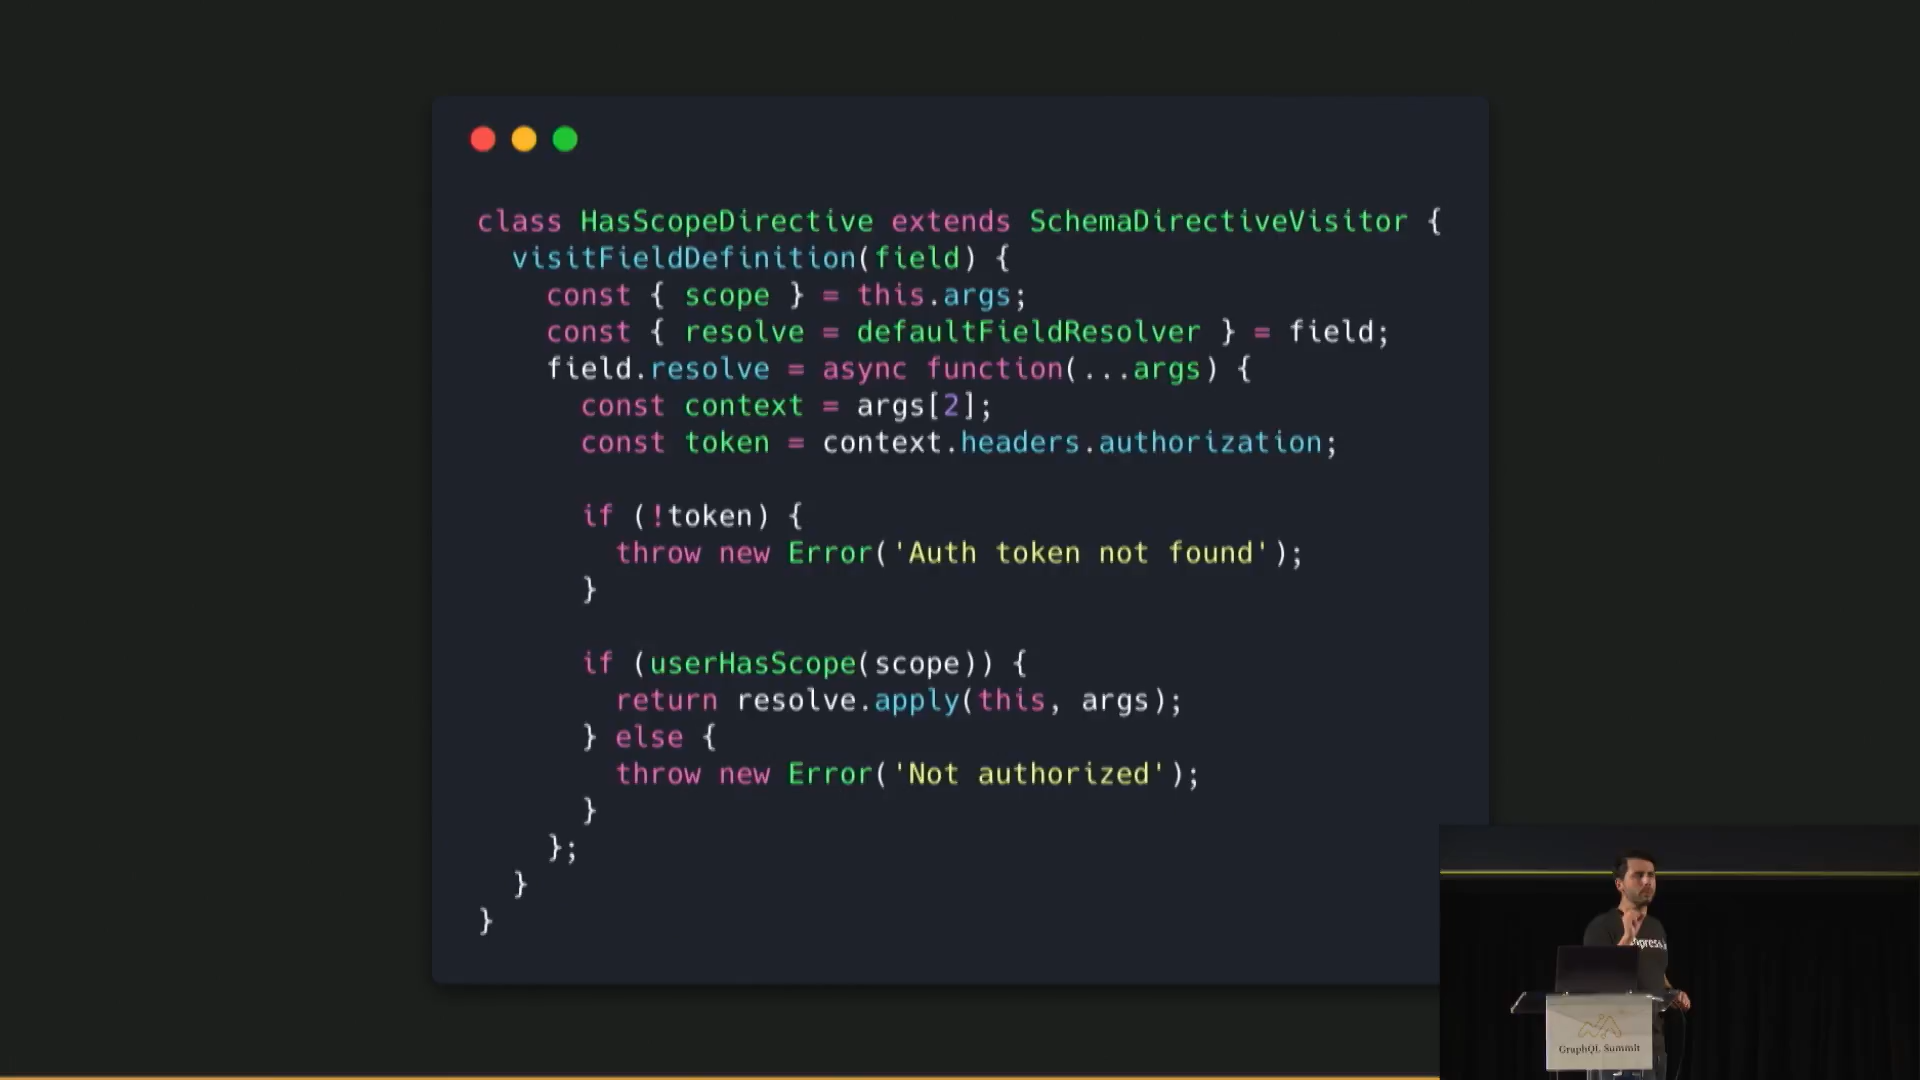 class HasScopeDirective extends SchemaDirectiveVisitor {
  visitFieldDefinition(field) {
    const { scope } = this.args;
    const { resolve = defaultFieldResolver } = field;
    field.resolve = async function(...args) {
      const context = args[2];
      const token = context.headers.authorization;

      if (!token) {
        throw new Error('Auth token not found');
      }

      if (userHasScope(scope)) {
        return resolve.apply(this, args);
      } else {
        throw new Error('Not authorized');
      }
    };
  }
}
GraphQL Summit